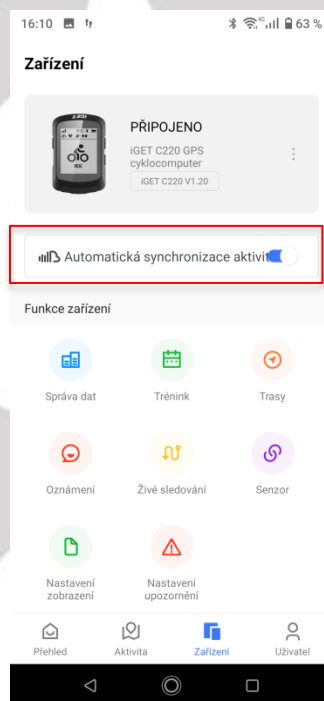 16:10
63 %
Zařízení
PŘIPOJENO
iGET C220 GPS
cyklocomputer
iGET C220 V1.20
Automatická synchronizace aktivit
Funkce zařízení
Správa dat
Trénink
Trasy
Oznámení
Živé sledování
Senzor
Nastavení
zobrazení
Nastavení
upozornění
Přehled
Aktivita
Zařízení
Uživatel